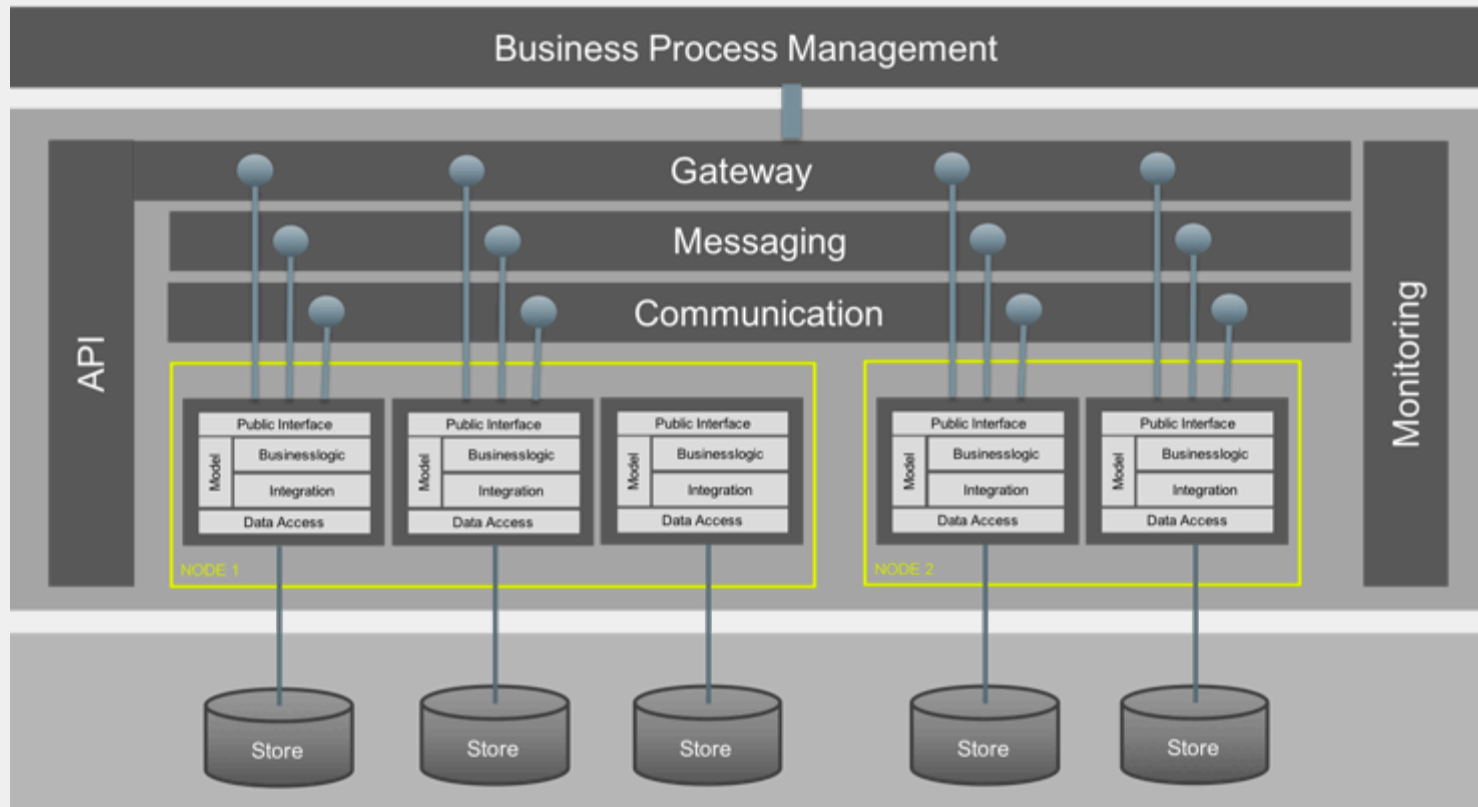 Business Process Management
API
Gateway
Messaging
Communication
Monitoring
Public Interface
Model
Businesslogic
Integration
Data Access
Public Interface
Model
Businesslogic
Integration
Data Access
Public Interface
Model
Businesslogic
Integration
Data Access
NODE 1
Public Interface
Model
Businesslogic
Integration
Data Access
Public Interface
Model
Businesslogic
Integration
Data Access
NODE 2
Store
Store
Store
Store
Store